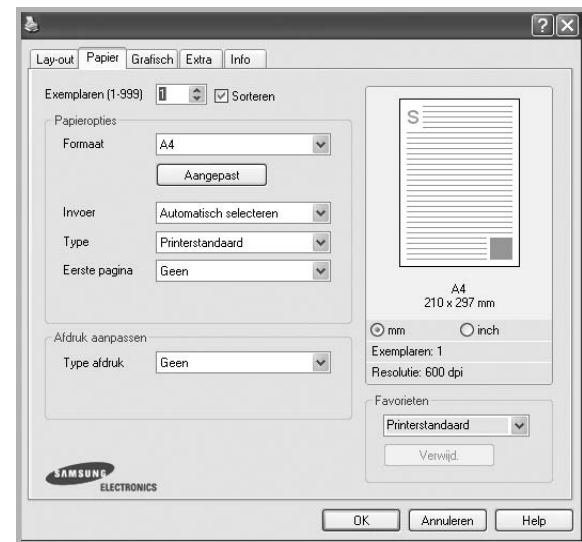 Lay-out Papier Grafisch Extra Info
Exemplaren (1-999) 1 Sorteren
Papieropties
Formaat A4
Aangepast
Invoer Automatisch selecteren
Type Printerstandaard
Eerste pagina Geen
Afdruk aanpassen
Type afdruk Geen
SAMSUNG
ELECTRONICS
S
A4
210 x 297 mm
mm inch
Exemplaren: 1
Resolutie: 600 dpi
Favorieten
Printerstandaard
Verwijd.
OK Annuleren Help